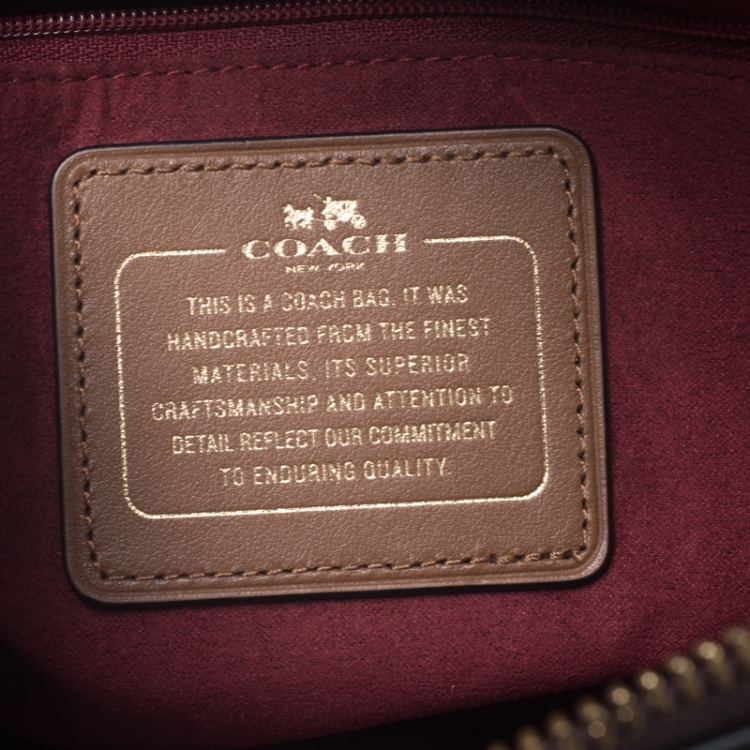 COACH
NEW YORK
THIS IS A COACH BAG. IT WAS
HANDCRAFTED FROM THE FINEST
MATERIALS. ITS SUPERIOR
CRAFTSMANSHIP AND ATTENTION TO
DETAIL REFLECT OUR COMMITMENT
TO ENDURING QUALITY.